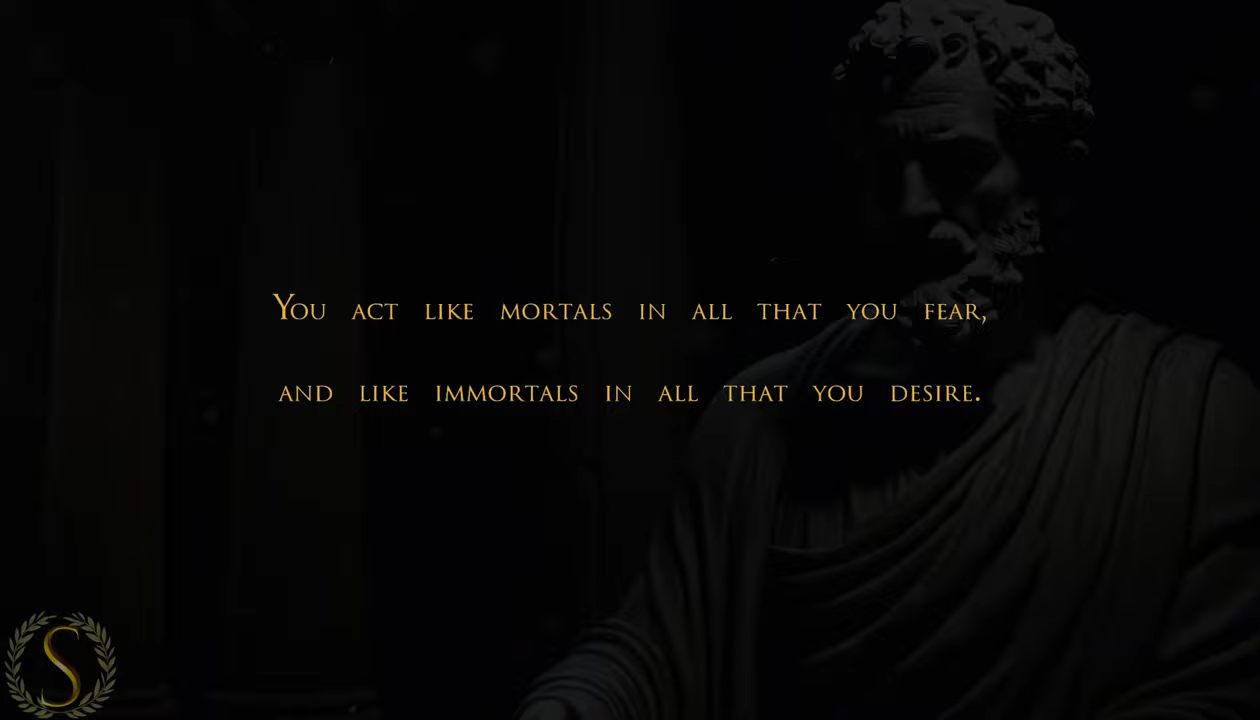 You act like mortals in all that you fear,
and like immortals in all that you desire.
S